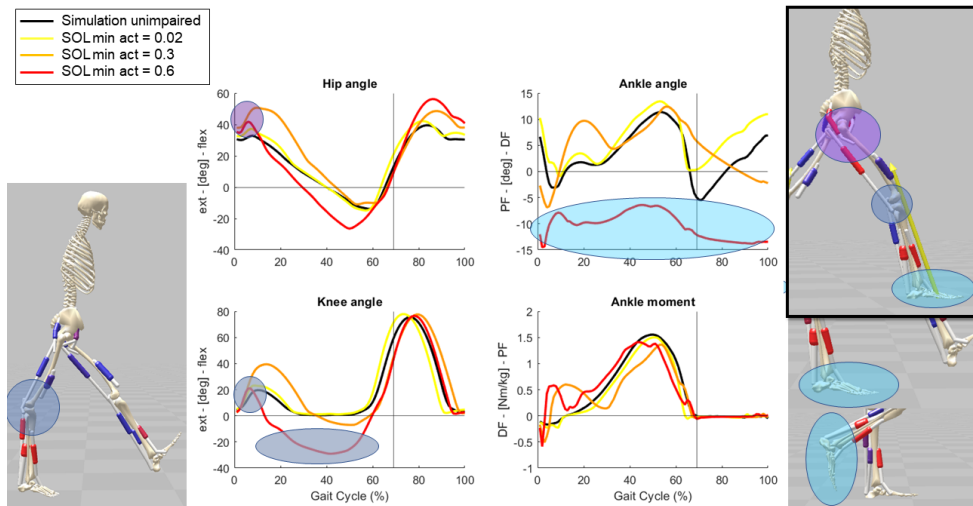 Simulation unimpaired
SOL min act = 0.02
SOL min act = 0.3
SOL min act = 0.6
Hip angle
ext - [deg] - flex
60
40
20
0
-20
-40
0 20 40 60 80 100
Ankle angle
PF - [deg] - DF
15
10
5
0
-5
-10
-15
0 20 40 60 80 100
Knee angle
ext - [deg] - flex
80
60
40
20
0
-20
-40
0 20 40 60 80 100
Gait Cycle (%)
Ankle moment
DF - [Nm/kg] - PF
2
1.5
1
0.5
0
-0.5
-1
0 20 40 60 80 100
Gait Cycle (%)